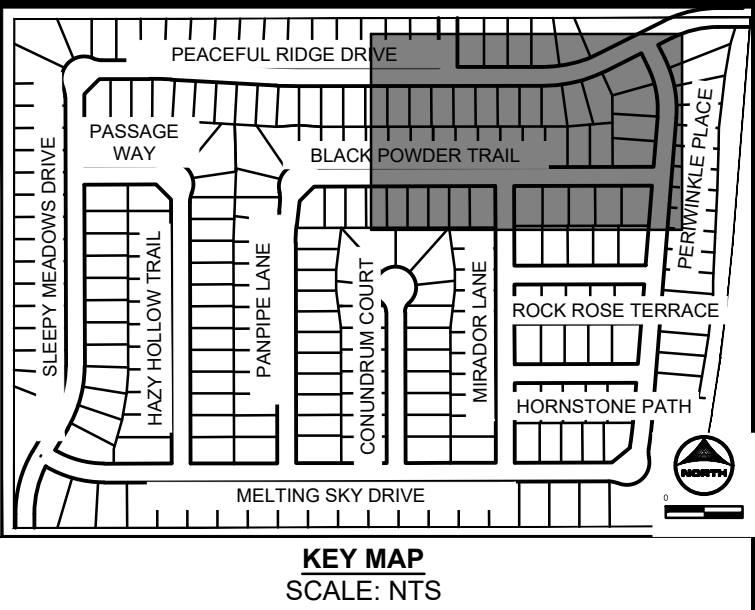 PEACEFUL RIDGE DRIVE
PASSAGE
WAY
BLACK POWDER TRAIL
SLEEPY MEADOWS DRIVE
HAZY HOLLOW TRAIL
PANPIPE LANE
CONUNDRUM COURT
MIRADOR LANE
PERIWINKLE PLACE
ROCK ROSE TERRACE
HORNSTONE PATH
MELTING SKY DRIVE
NORTH
0
KEY MAP
SCALE: NTS